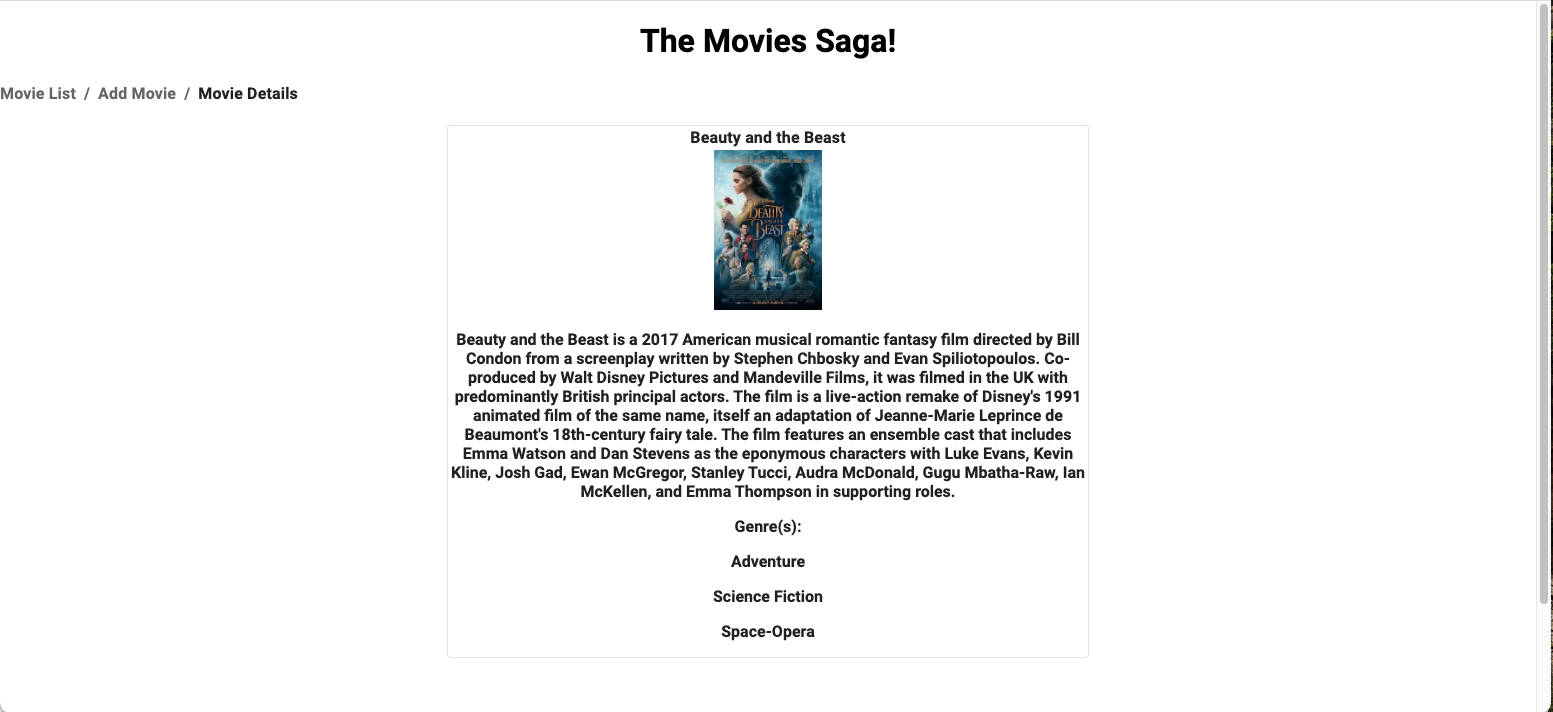 The Movies Saga!
Movie List / Add Movie / Movie Details
Beauty and the Beast
Disney
BEAUTY
AND THE
BEAST
Beauty and the Beast is a 2017 American musical romantic fantasy film directed by Bill
Condon from a screenplay written by Stephen Chbosky and Evan Spiliotopoulos. Co-
produced by Walt Disney Pictures and Mandeville Films, it was filmed in the UK with
predominantly British principal actors. The film is a live-action remake of Disney's 1991
animated film of the same name, itself an adaptation of Jeanne-Marie Leprince de
Beaumont's 18th-century fairy tale. The film features an ensemble cast that includes
Emma Watson and Dan Stevens as the eponymous characters with Luke Evans, Kevin
Kline, Josh Gad, Ewan McGregor, Stanley Tucci, Audra McDonald, Gugu Mbatha-Raw, Ian
McKellen, and Emma Thompson in supporting roles.
Genre(s):
Adventure
Science Fiction
Space-Opera